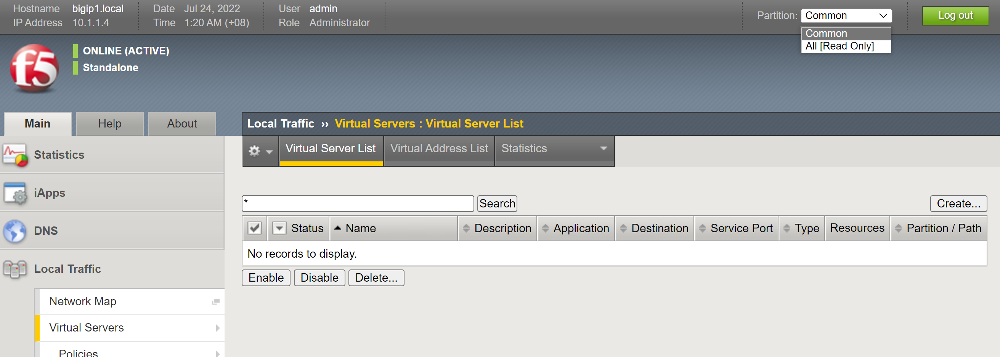 Hostname bigip1.local Date Jul 24, 2022 User admin
IP Address 10.1.1.4 Time 1:20 AM (+08) Role Administrator
Partition: Common
Log out
Common
All [Read Only]
f5
ONLINE (ACTIVE)
Standalone
Main Help About
Local Traffic ›› Virtual Servers : Virtual Server List
Virtual Server List Virtual Address List Statistics
Statistics
iApps
DNS
Local Traffic
Network Map
Virtual Servers
Policies
* Search Create...
Status Name Description Application Destination Service Port Type Resources Partition / Path
No records to display.
Enable Disable Delete...